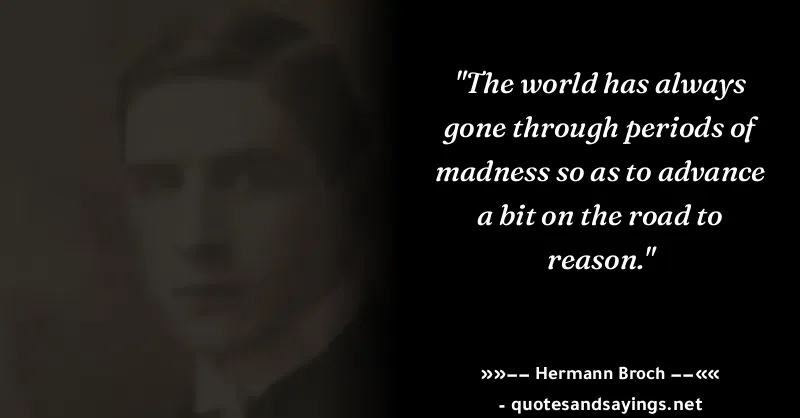 "The world has always
gone through periods of
madness so as to advance
a bit on the road to
reason."
»»−− Hermann Broch −−««
- quotesandsayings.net